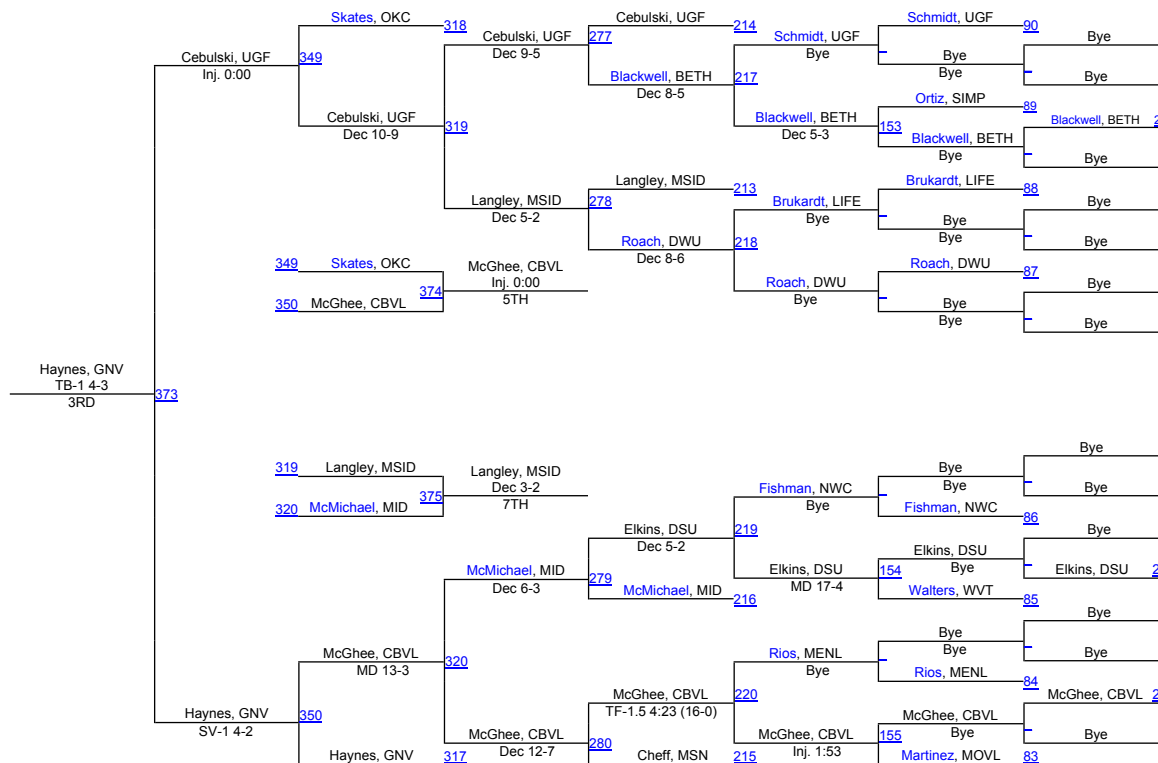 Skates, OKC 318
Cebulski, UGF 214
Schmidt, UGF 90
Bye
Cebulski, UGF
Inj. 0:00
349
Cebulski, UGF
Dec 9-5
277
Schmidt, UGF
Bye
-
Bye
Bye
-
Bye
Blackwell, BETH
Dec 8-5
217
Ortiz, SIMP 89
Cebulski, UGF
Dec 10-9
319
Blackwell, BETH
Dec 5-3
153
Blackwell, BETH
Bye
-
Blackwell, BETH 2
Bye
Langley, MSID 213
Brukardt, LIFE 88
Langley, MSID
Dec 5-2
278
Brukardt, LIFE
Bye
-
Bye
Bye
Bye
-
Bye
Roach, DWU
Dec 8-6
218
349 Skates, OKC
McGhee, CBVL
Inj. 0:00
5TH
374
350 McGhee, CBVL
Roach, DWU
Bye
-
Roach, DWU 87
Bye
Bye
Bye
-
Bye
Haynes, GNV
TB-1 4-3
3RD
373
319 Langley, MSID
Langley, MSID
Dec 3-2
7TH
375
320 McMichael, MID
Bye
Bye
Bye
-
Bye
Fishman, NWC
Bye
-
Fishman, NWC 86
Elkins, DSU
Dec 5-2
219
Bye
Elkins, DSU
Bye
-
Elkins, DSU 2
McMichael, MID
Dec 6-3
279
Elkins, DSU
MD 17-4
154
McMichael, MID 216
Walters, WVT 85
Bye
Bye
Bye
-
Bye
McGhee, CBVL
MD 13-3
320
Rios, MENL
Bye
-
Rios, MENL 84
McGhee, CBVL
TF-1.5 4:23 (16-0)
220
McGhee, CBVL 2
Haynes, GNV
SV-1 4-2
350
McGhee, CBVL
Bye
-
Bye
McGhee, CBVL
Dec 12-7
280
McGhee, CBVL
Inj. 1:53
155
Haynes, GNV 317
Cheff, MSN 215
Martinez, MOVL 83